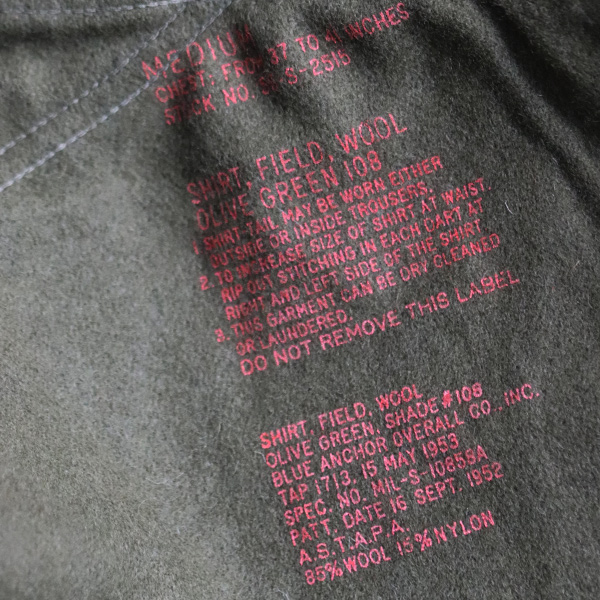 MEDIUM
CHEST: FROM 37 TO 41 INCHES
STOCK NO. S-2515
SHIRT, FIELD, WOOL
OLIVE GREEN 108
1. SHIRT TAIL MAY BE WORN EITHER
OUTSIDE OR INSIDE TROUSERS.
2. TO INCREASE SIZE OF SHIRT AT WAIST.
RIP OUT STITCHING IN EACH DART AT
RIGHT AND LEFT SIDE OF THE SHIRT
3. THIS GARMENT CAN BE DRY CLEANED
OR LAUNDERED.
DO NOT REMOVE THIS LABEL
SHIRT, FIELD, WOOL
OLIVE GREEN, SHADE #108
BLUE ANCHOR OVERALL CO., INC.
TAP 1713, 15 MAY 1953
SPEC. NO. MIL-S-10858A
PATT. DATE 16 SEPT. 1952
A.S.T.A.P.A.
85% WOOL 15% NYLON